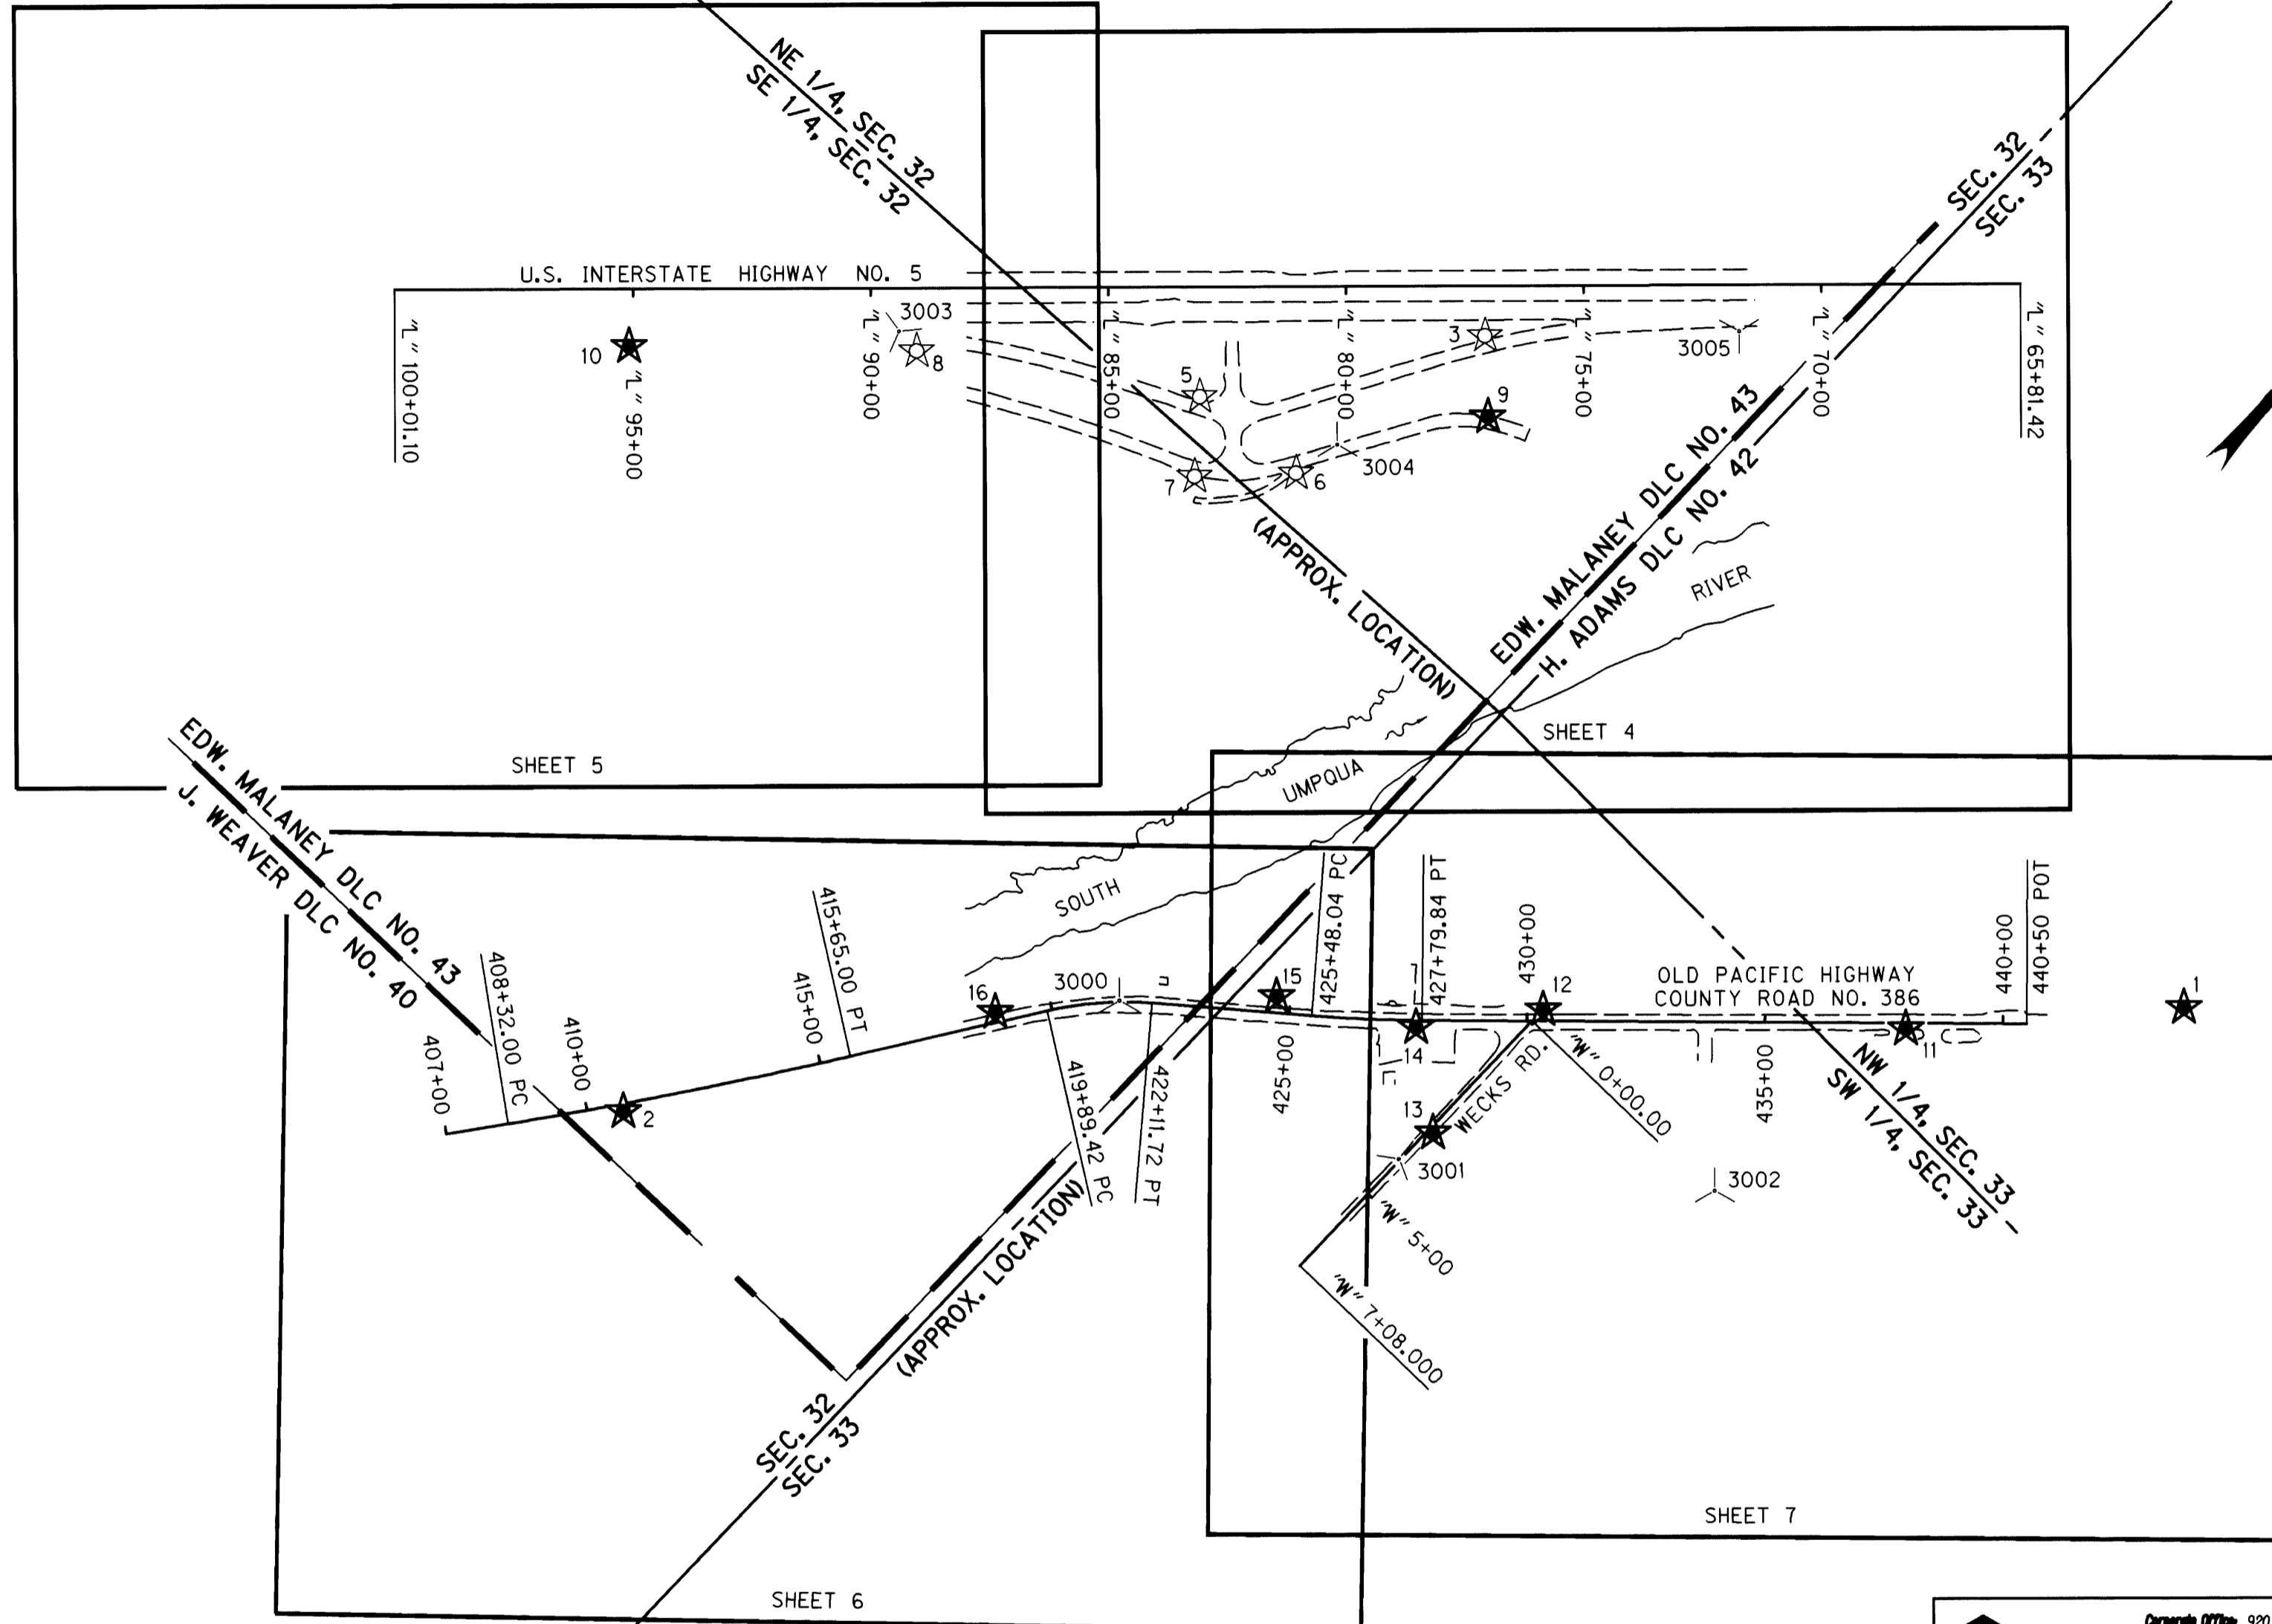 NE 1/4, SEC. 32
SE 1/4, SEC. 32
SEC. 32
SEC. 33
U.S. INTERSTATE HIGHWAY NO. 5
"L" 100+01.10
10
"L" 95+00
"L" 90+00
3003
8
"L" 85+00
5
7
6
"L" 80+00
3004
3
9
"L" 75+00
3005
"L" 70+00
"L" 65+81.42
(APPROX. LOCATION)
EDW. MALANEY DLC NO. 43
H. ADAMS DLC NO. 42
RIVER
UMPQUA
SOUTH
SHEET 4
SHEET 5
EDW. MALANEY DLC NO. 43
J. WEAVER DLC NO. 40
407+00
408+32.00 PC
410+00
2
415+00
415+65.00 PT
16
3000
419+89.42 PC
422+11.72 PT
15
425+00
425+48.04 PC
427+79.84 PT
14
430+00
12
OLD PACIFIC HIGHWAY
COUNTY ROAD NO. 386
440+00
440+50 POT
1
11
435+00
WECKS RD.
"W" 0+00.00
13
3001
3002
"W" 5+00
"W" 7+08.000
NW 1/4, SEC. 33
SW 1/4, SEC. 33
(APPROX. LOCATION)
SEC. 32
SEC. 33
SHEET 7
SHEET 6
Corporate Office: 920